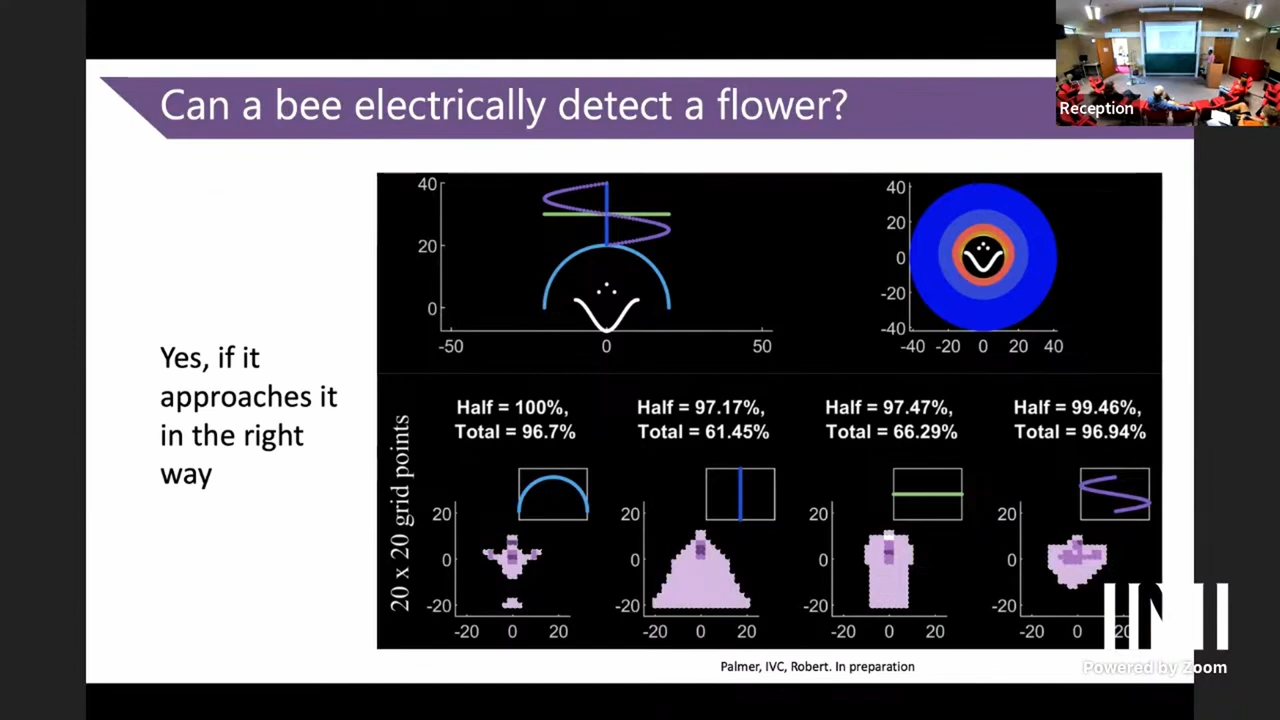 Can a bee electrically detect a flower?
Reception
Yes, if it
approaches it
in the right
way
40
20
0
-50
0
50
40
20
0
-20
-40
-40
-20
0
20
40
20 x 20 grid points
Half = 100%,
Total = 96.7%
20
0
-20
-20
0
20
Half = 97.17%,
Total = 61.45%
20
0
-20
-20
0
20
Half = 97.47%,
Total = 66.29%
20
0
-20
-20
0
20
Half = 99.46%,
Total = 96.94%
20
0
-20
-20
0
20
Palmer, IVC, Robert. In preparation
Powered by Zoom